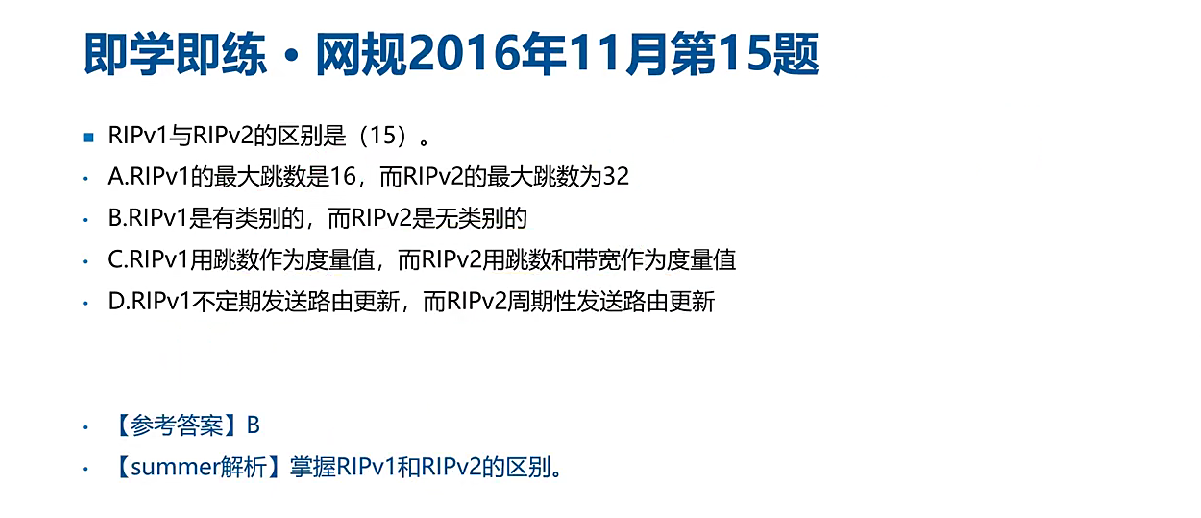 即学即练·网规2016年11月第15题
■ RIPv1与RIPv2的区别是（15）。
· A.RIPv1的最大跳数是16，而RIPv2的最大跳数为32
· B.RIPv1是有类别的，而RIPv2是无类别的
· C.RIPv1用跳数作为度量值，而RIPv2用跳数和带宽作为度量值
· D.RIPv1不定期发送路由更新，而RIPv2周期性发送路由更新
· 【参考答案】B
· 【summer解析】掌握RIPv1和RIPv2的区别。